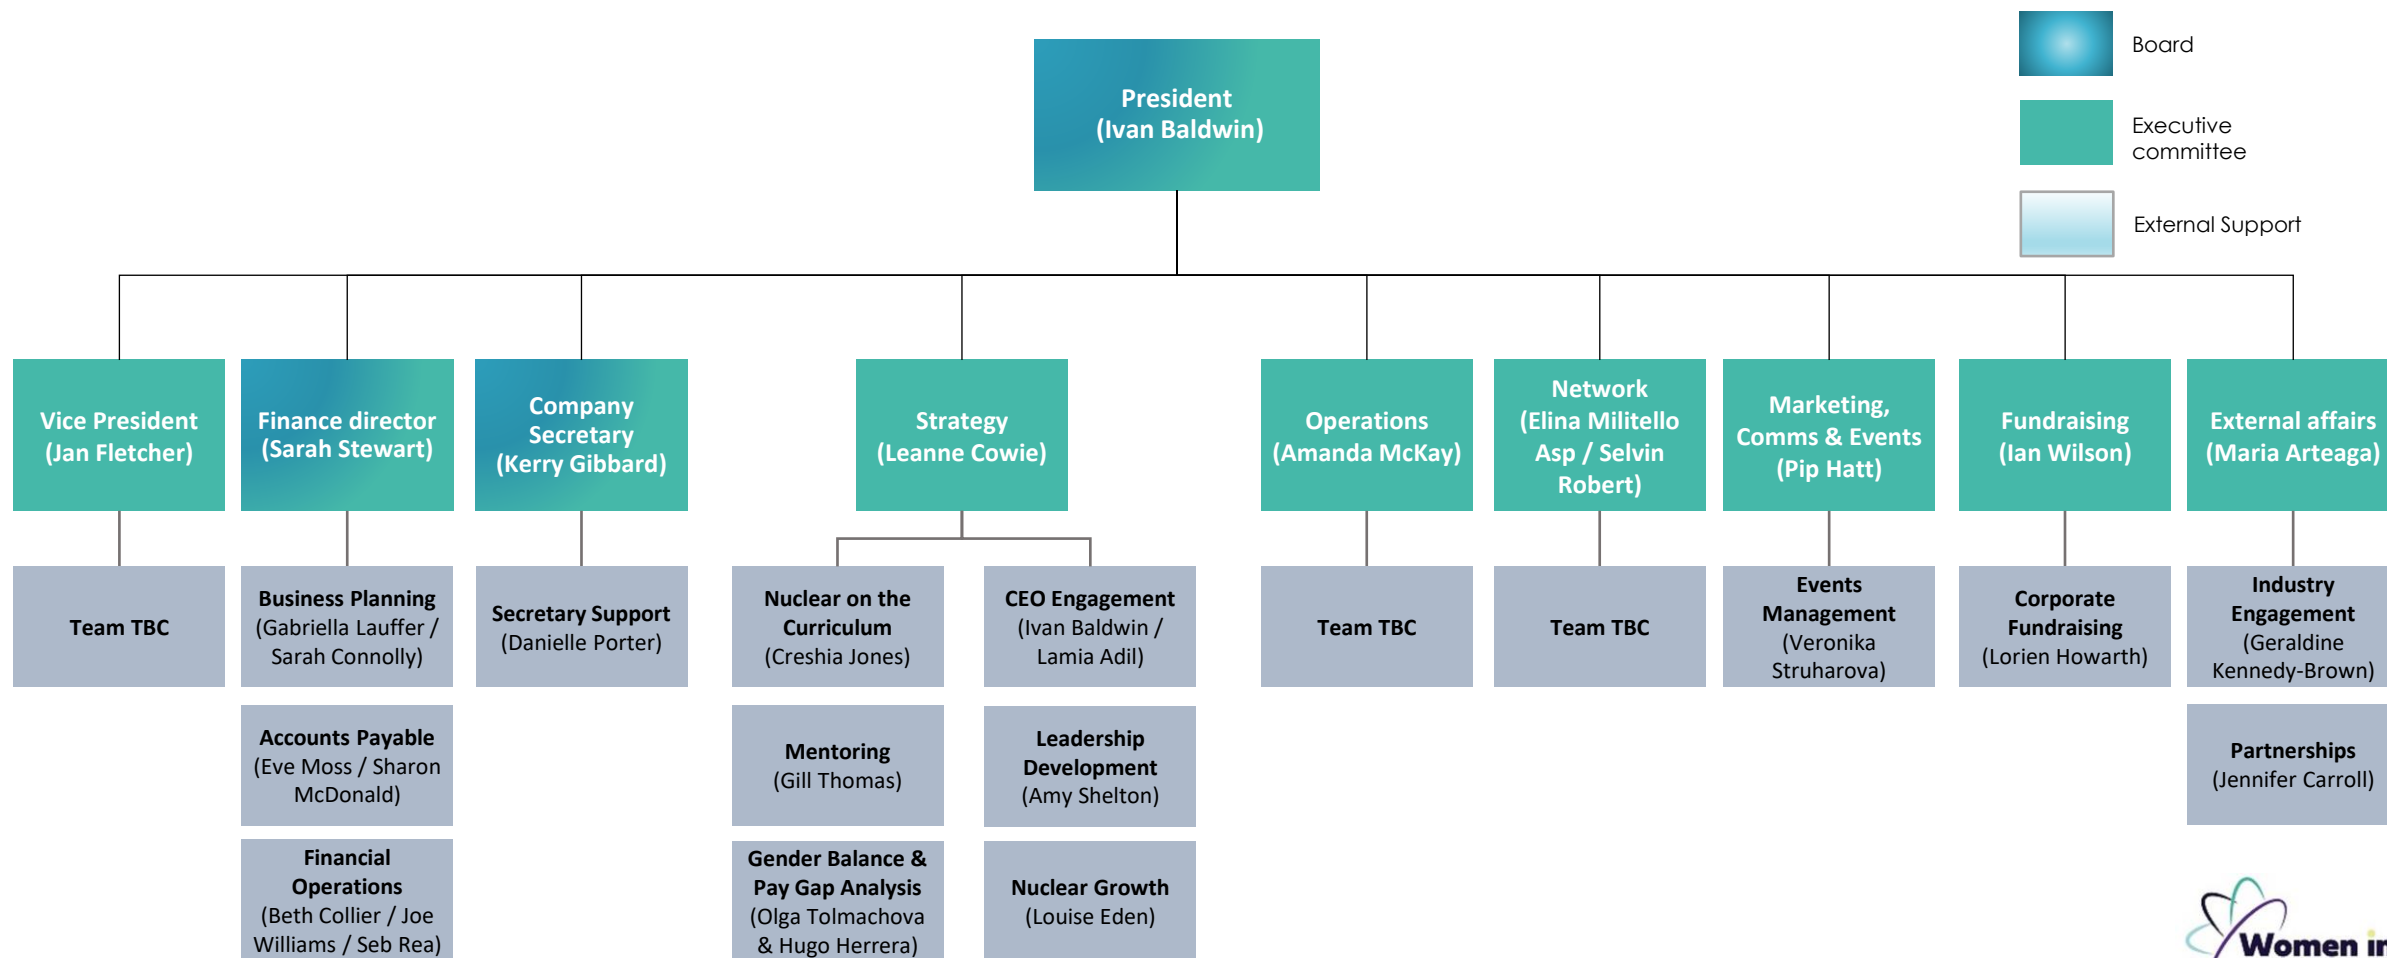 Board
Executive
committee
External Support
President
(Ivan Baldwin)
Vice President
(Jan Fletcher)
Finance director
(Sarah Stewart)
Company
Secretary
(Kerry Gibbard)
Strategy
(Leanne Cowie)
Operations
(Amanda McKay)
Network
(Elina Militello
Asp / Selvin
Robert)
Marketing,
Comms & Events
(Pip Hatt)
Fundraising
(Ian Wilson)
External affairs
(Maria Arteaga)
Team TBC
Business Planning
(Gabriella Lauffer /
Sarah Connolly)
Secretary Support
(Danielle Porter)
Nuclear on the
Curriculum
(Creshia Jones)
CEO Engagement
(Ivan Baldwin /
Lamia Adil)
Team TBC
Team TBC
Events
Management
(Veronika
Struharova)
Corporate
Fundraising
(Lorien Howarth)
Industry
Engagement
(Geraldine
Kennedy-Brown)
Accounts Payable
(Eve Moss / Sharon
McDonald)
Mentoring
(Gill Thomas)
Leadership
Development
(Amy Shelton)
Partnerships
(Jennifer Carroll)
Financial
Operations
(Beth Collier / Joe
Williams / Seb Rea)
Gender Balance &
Pay Gap Analysis
(Olga Tolmachova
& Hugo Herrera)
Nuclear Growth
(Louise Eden)
Women in